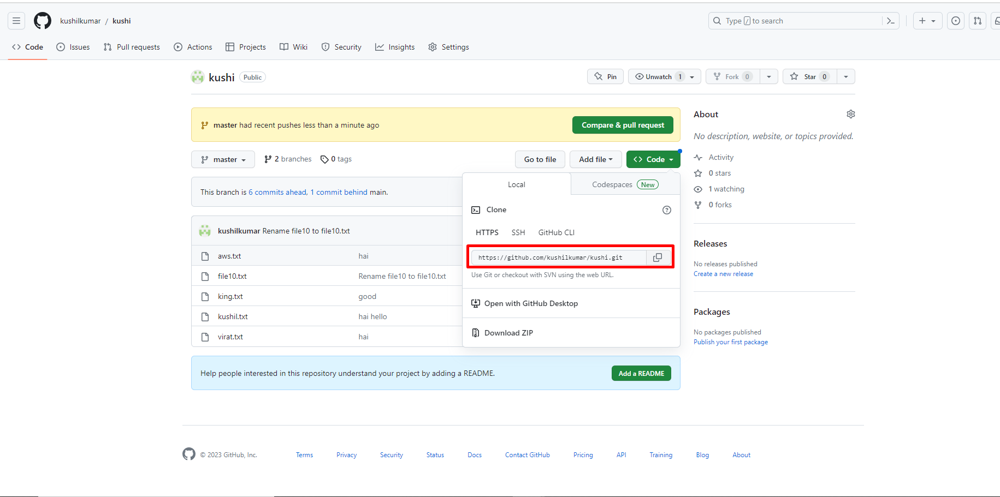 kushilkumar / kushi
Type / to search
Code Issues Pull requests Actions Projects Wiki Security Insights Settings
kushi Public
Pin Unwatch 1 Fork 0 Star 0
master had recent pushes less than a minute ago
Compare & pull request
master 2 branches 0 tags
Go to file Add file Code
This branch is 6 commits ahead, 1 commit behind main.
kushilkumar Rename file10 to file10.txt
aws.txt hai
file10.txt Rename file10 to file10.txt
king.txt good
kushil.txt hai hello
virat.txt hai
Local Codespaces New
Clone
HTTPS SSH GitHub CLI
https://github.com/kushilkumar/kushi.git
Use Git or checkout with SVN using the web URL.
Open with GitHub Desktop
Download ZIP
Help people interested in this repository understand your project by adding a README.
Add a README
About
No description, website, or topics provided.
Activity
0 stars
1 watching
0 forks
Releases
No releases published
Create a new release
Packages
No packages published
Publish your first package
© 2023 GitHub, Inc. Terms Privacy Security Status Docs Contact GitHub Pricing API Training Blog About